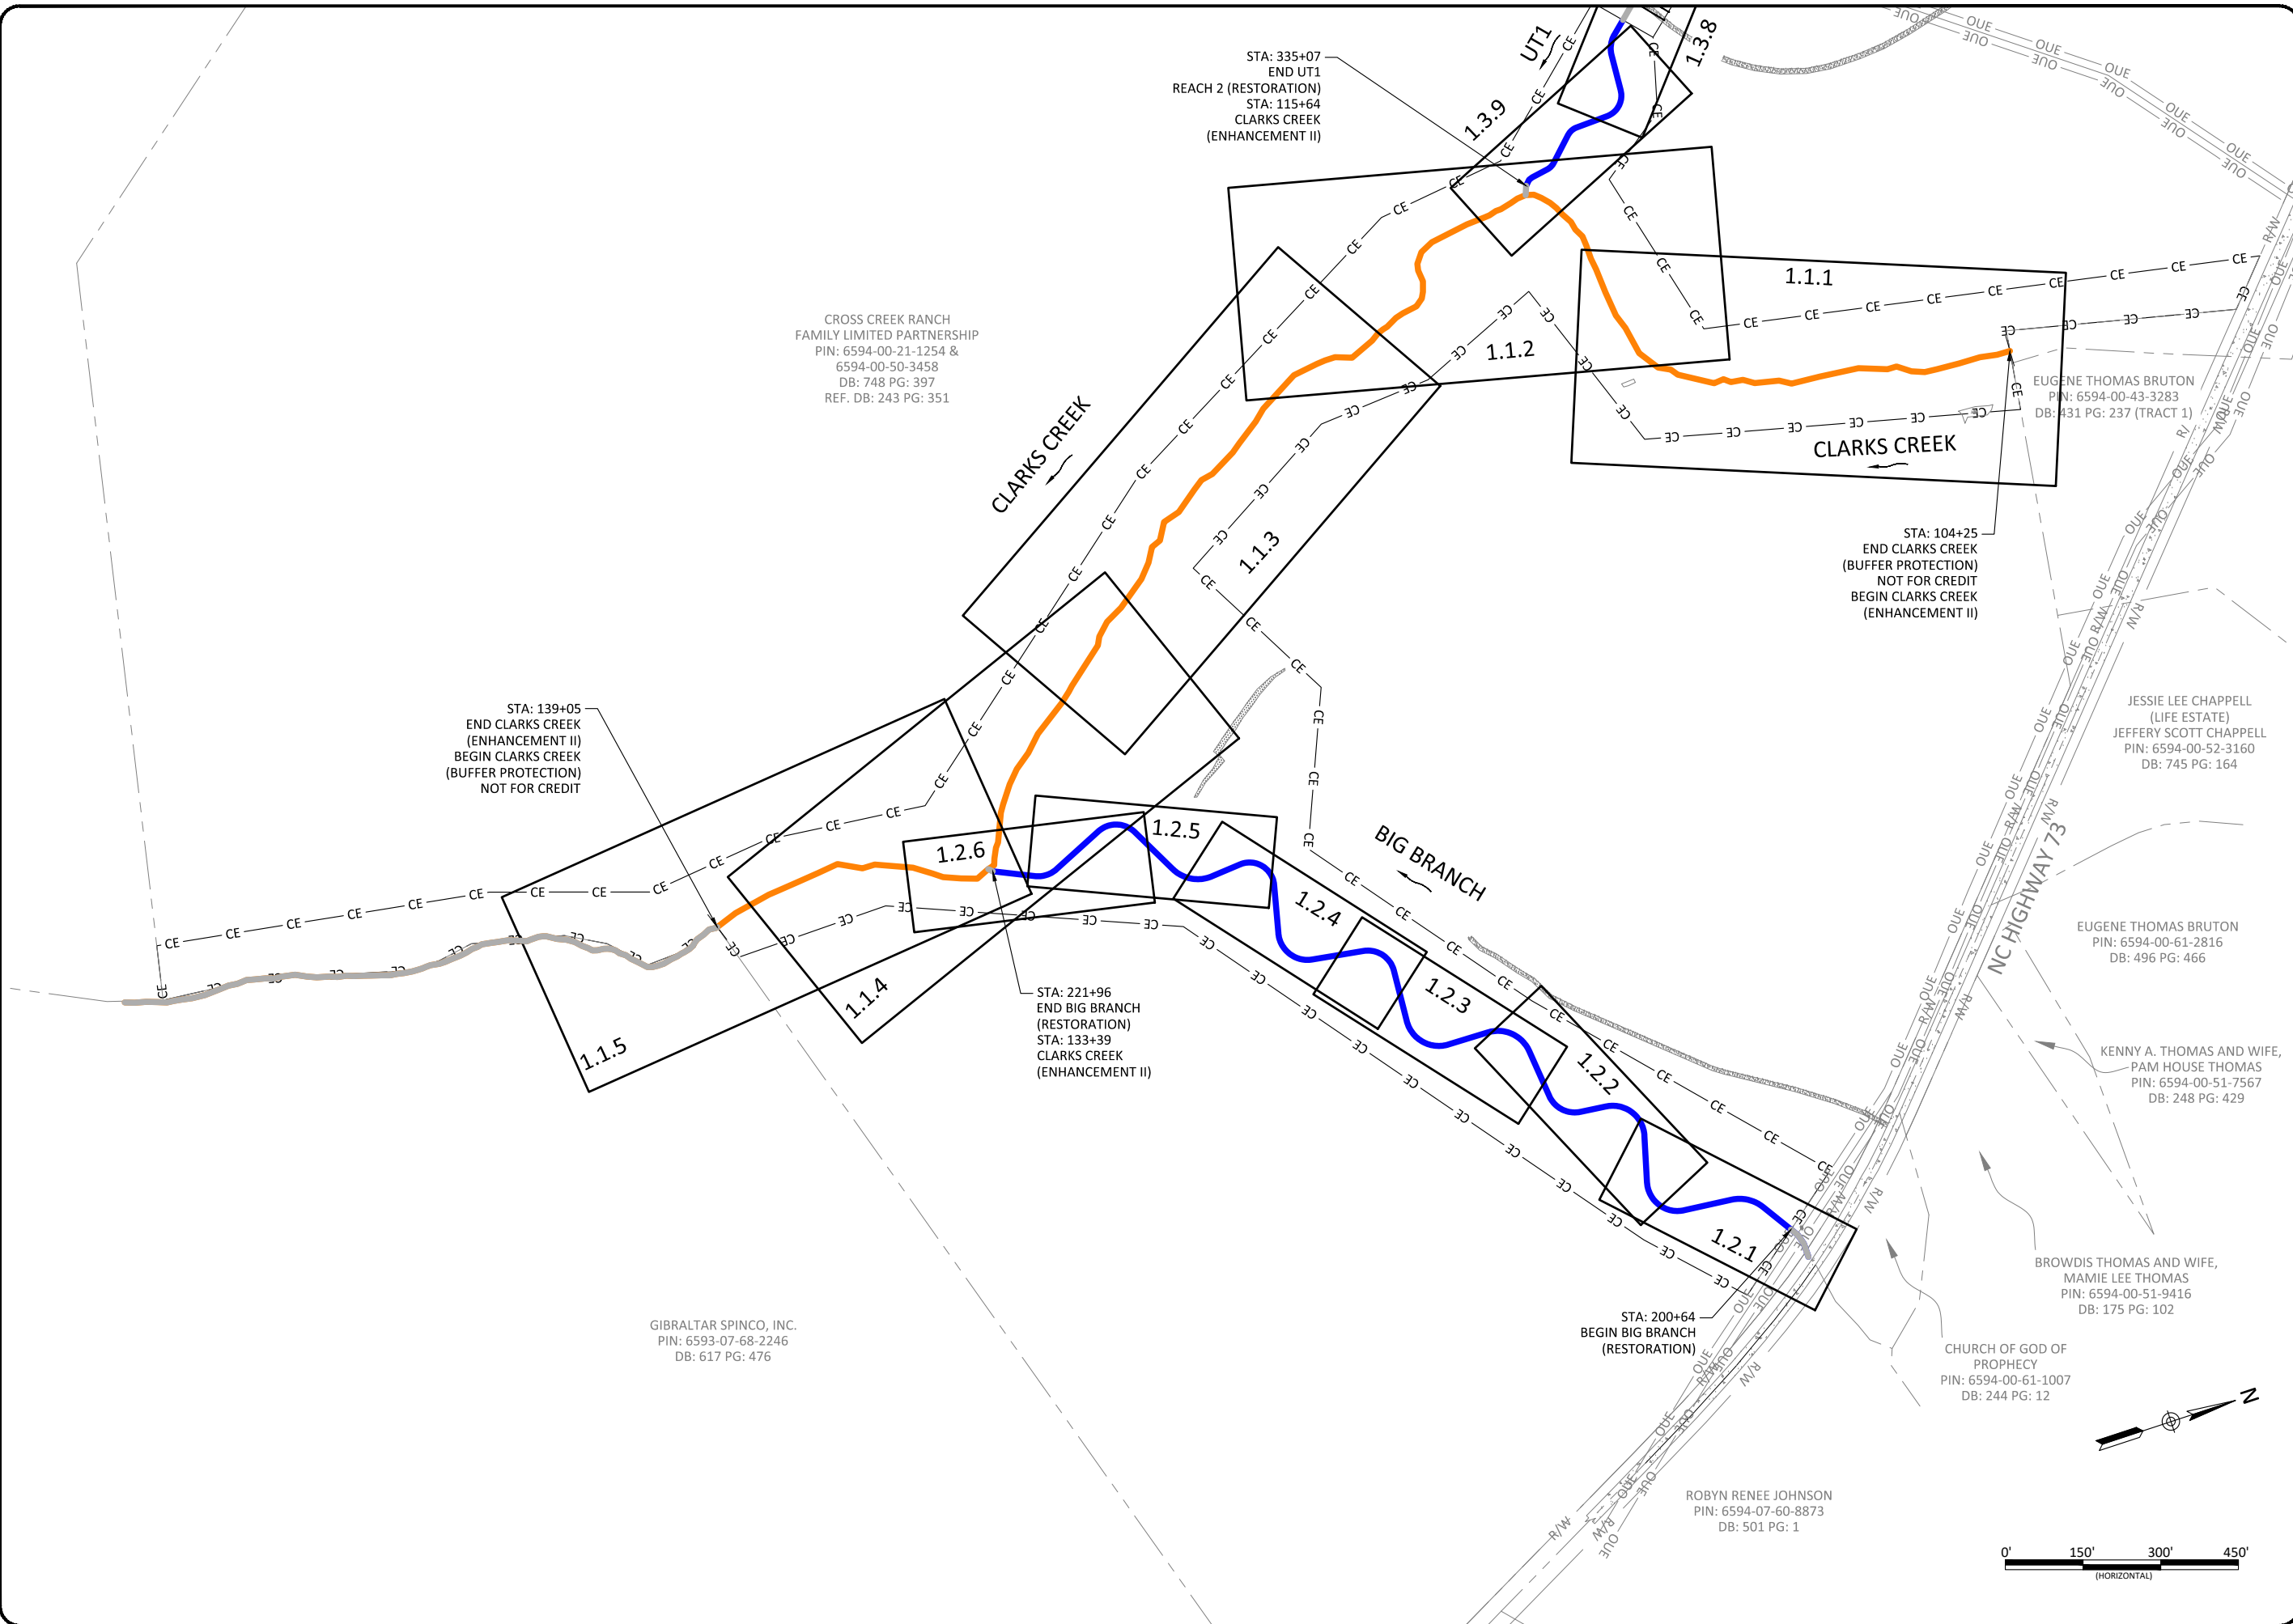 UT1
1.3.8
STA: 335+07
END UT1
REACH 2 (RESTORATION)
STA: 115+64
CLARKS CREEK
(ENHANCEMENT II)
1.3.9
1.1.1
1.1.2
CROSS CREEK RANCH
FAMILY LIMITED PARTNERSHIP
PIN: 6594-00-21-1254 &
6594-00-50-3458
DB: 748 PG: 397
REF. DB: 243 PG: 351
EUGENE THOMAS BRUTON
PIN: 6594-00-43-3283
DB: 431 PG: 237 (TRACT 1)
CLARKS CREEK
CLARKS CREEK
STA: 104+25
END CLARKS CREEK
(BUFFER PROTECTION)
NOT FOR CREDIT
BEGIN CLARKS CREEK
(ENHANCEMENT II)
1.1.3
STA: 139+05
END CLARKS CREEK
(ENHANCEMENT II)
BEGIN CLARKS CREEK
(BUFFER PROTECTION)
NOT FOR CREDIT
JESSIE LEE CHAPPELL
(LIFE ESTATE)
JEFFERY SCOTT CHAPPELL
PIN: 6594-00-52-3160
DB: 745 PG: 164
1.2.6
1.2.5
BIG BRANCH
1.2.4
1.2.3
1.2.2
1.2.1
NC HIGHWAY 73
EUGENE THOMAS BRUTON
PIN: 6594-00-61-2816
DB: 496 PG: 466
1.1.4
1.1.5
STA: 221+96
END BIG BRANCH
(RESTORATION)
STA: 133+39
CLARKS CREEK
(ENHANCEMENT II)
KENNY A. THOMAS AND WIFE,
PAM HOUSE THOMAS
PIN: 6594-00-51-7567
DB: 248 PG: 429
BROWDIS THOMAS AND WIFE,
MAMIE LEE THOMAS
PIN: 6594-00-51-9416
DB: 175 PG: 102
GIBRALTAR SPINCO, INC.
PIN: 6593-07-68-2246
DB: 617 PG: 476
STA: 200+64
BEGIN BIG BRANCH
(RESTORATION)
CHURCH OF GOD OF
PROPHECY
PIN: 6594-00-61-1007
DB: 244 PG: 12
N
ROBYN RENEE JOHNSON
PIN: 6594-07-60-8873
DB: 501 PG: 1
0' 150' 300' 450'
(HORIZONTAL)
CE
OUE
R/W